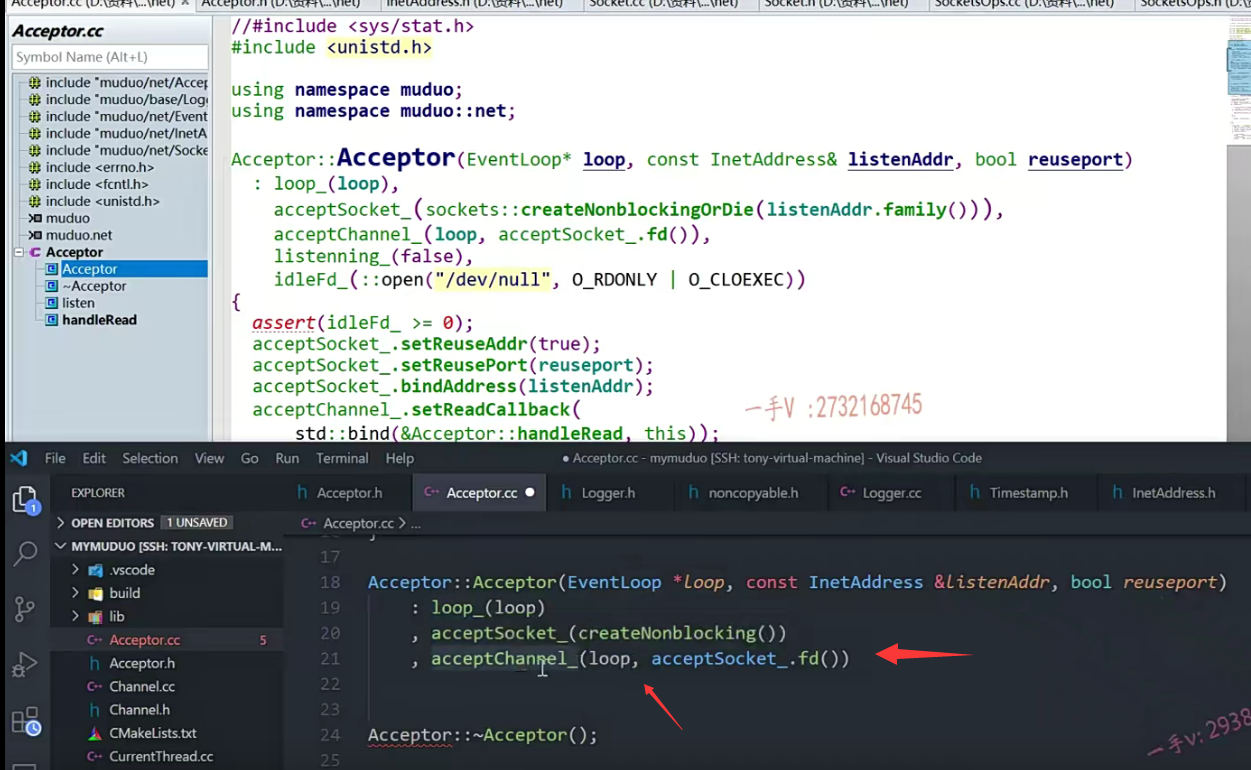 Acceptor.cc (D:\资料\...\net) × Acceptor.h (D:\资料\...\net) InetAddress.h (D:\资料\...\net) Socket.cc (D:\资料\...\net) Socket.h (D:\资料\...\net) SocketsOps.cc (D:\资料\...\net) SocketsOps.h (D:\
Acceptor.cc
Symbol Name (Alt+L)
include "muduo/net/Accep
include "muduo/base/Logg
include "muduo/net/Event
include "muduo/net/InetA
include "muduo/net/Socke
include <errno.h>
include <fcntl.h>
include <unistd.h>
muduo
muduo.net
Acceptor
Acceptor
~Acceptor
listen
handleRead
//#include <sys/stat.h>
#include <unistd.h>
using namespace muduo;
using namespace muduo::net;
Acceptor::Acceptor(EventLoop* loop, const InetAddress& listenAddr, bool reuseport)
: loop_(loop),
acceptSocket_(sockets::createNonblockingOrDie(listenAddr.family())),
acceptChannel_(loop, acceptSocket_.fd()),
listenning_(false),
idleFd_(::open("/dev/null", O_RDONLY | O_CLOEXEC))
{
assert(idleFd_ >= 0);
acceptSocket_.setReuseAddr(true);
acceptSocket_.setReusePort(reuseport);
acceptSocket_.bindAddress(listenAddr);
acceptChannel_.setReadCallback(
std::bind(&Acceptor::handleRead, this));
一手V :2732168745
File Edit Selection View Go Run Terminal Help ● Acceptor.cc - mymuduo [SSH: tony-virtual-machine] - Visual Studio Code
EXPLORER
Acceptor.h Acceptor.cc ● Logger.h noncopyable.h Logger.cc Timestamp.h InetAddress.h
OPEN EDITORS 1 UNSAVED
Acceptor.cc > ...
MYMUDUO [SSH: TONY-VIRTUAL-M...
.vscode
build
lib
Acceptor.cc 5
Acceptor.h
Channel.cc
Channel.h
CMakeLists.txt
CurrentThread.cc
1
17
18 Acceptor::Acceptor(EventLoop *loop, const InetAddress &listenAddr, bool reuseport)
19 : loop_(loop)
20 , acceptSocket_(createNonblocking())
21 , acceptChannel_(loop, acceptSocket_.fd())
22
23
24 Acceptor::~Acceptor();
25
一手v: 2938